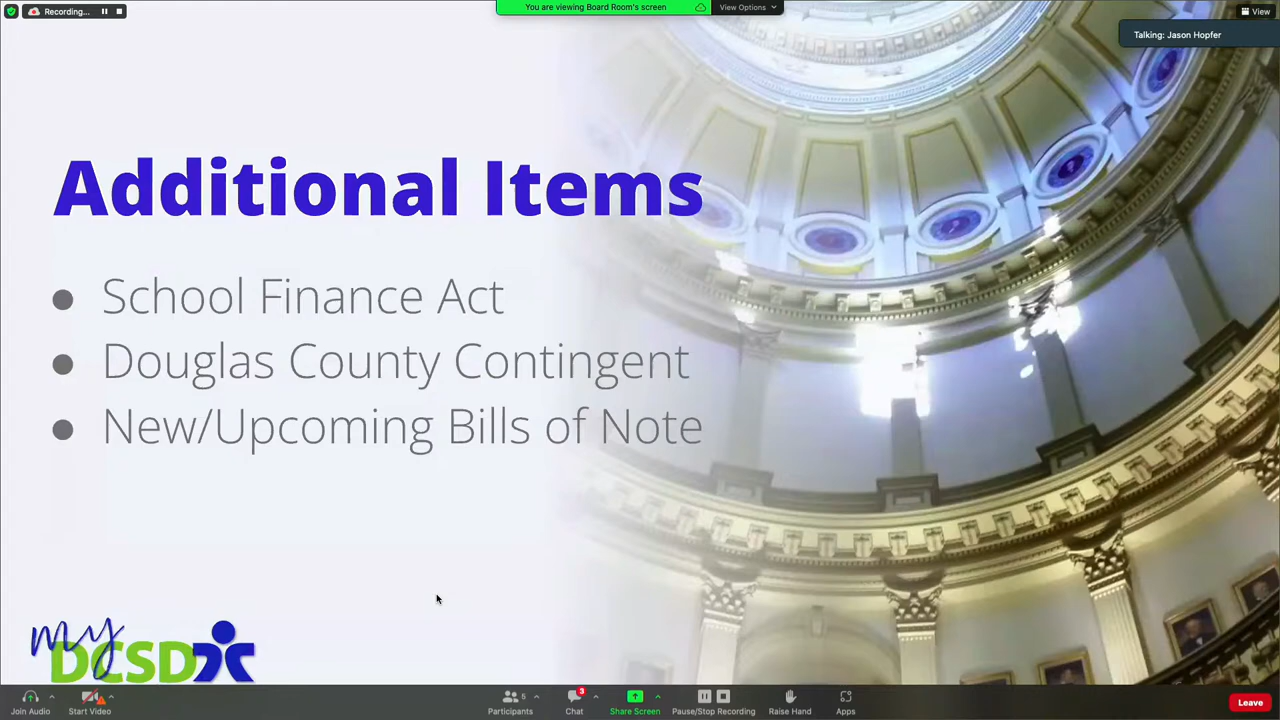 Recording...
You are viewing Board Room's screen
View Options
View
Talking: Jason Hopfer
Additional Items
School Finance Act
Douglas County Contingent
New/Upcoming Bills of Note
my
DCSD
Join Audio
Start Video
6
Participants
3
Chat
Share Screen
Pause/Stop Recording
Raise Hand
Apps
Leave